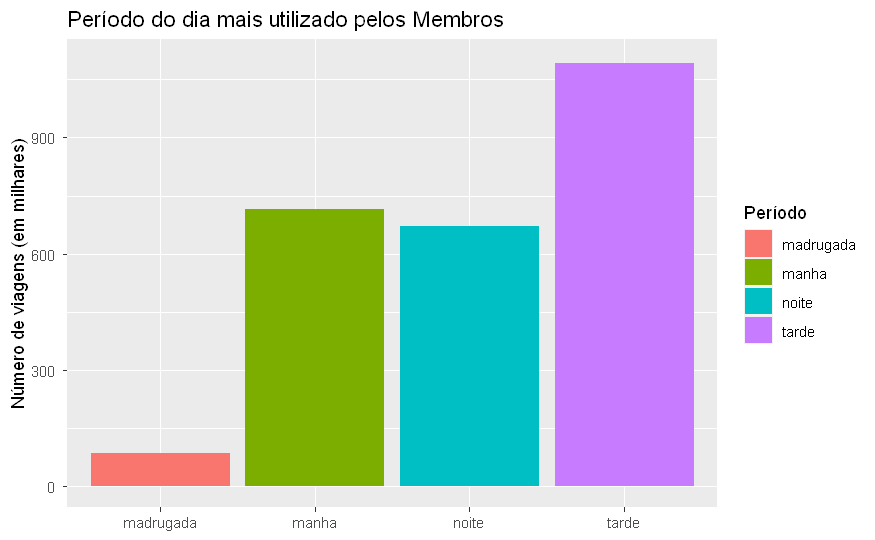 Período do dia mais utilizado pelos Membros
Número de viagens (em milhares)
900
600
300
0
madrugada
manha
noite
tarde
Período
madrugada
manha
noite
tarde